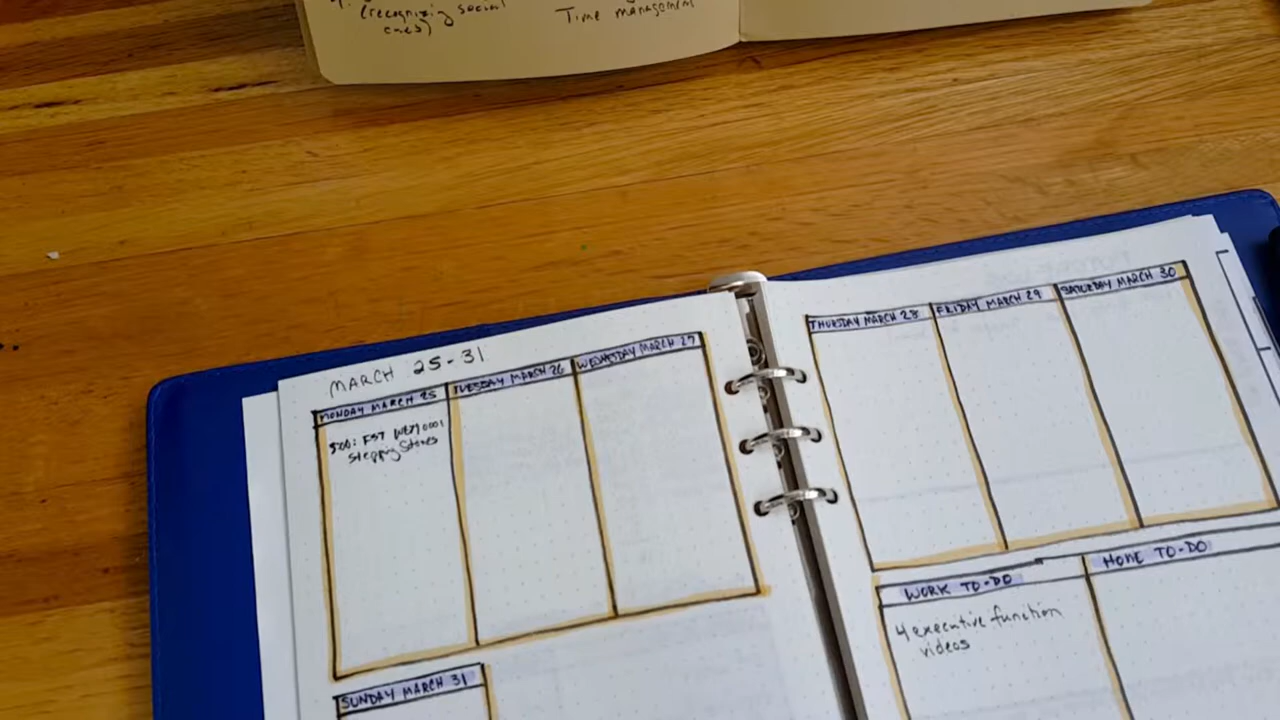 (recognizing social
cues)
Time management
MARCH 25-31
MONDAY MARCH 25
TUESDAY MARCH 26
WEDNESDAY MARCH 27
Stepping Stones
SUNDAY MARCH 31
THURSDAY MARCH 28
FRIDAY MARCH 29
SATURDAY MARCH 30
WORK TO-DO
HOME TO-DO
4 executive function
videos